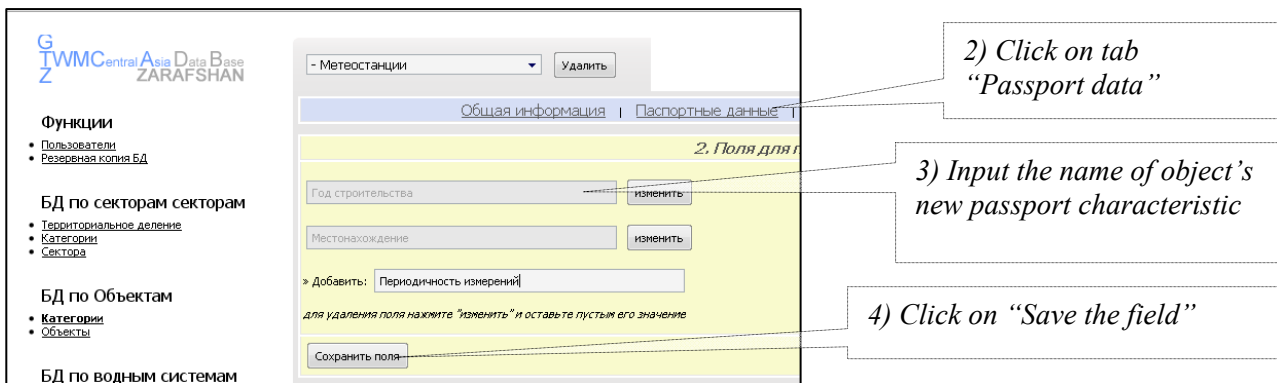 G
TWMCentral Asia Data Base
Z ZARAFSHAN
Функции
• Пользователи
• Резервная копия БД
БД по секторам секторам
• Территориальное деление
• Категории
• Сектора
БД по Объектам
• Категории
• Объекты
БД по водным системам
- Метеостанции Удалить
Общая информация | Паспортные данные |
2. Поля для
Год строительства изменить
Местонахождение изменить
» Добавить: Периодичность измерений
для удаления поля нажмите "изменить" и оставьте пустым его значение
Сохранить поля
2) Click on tab
“Passport data”
3) Input the name of object’s
new passport characteristic
4) Click on “Save the field”